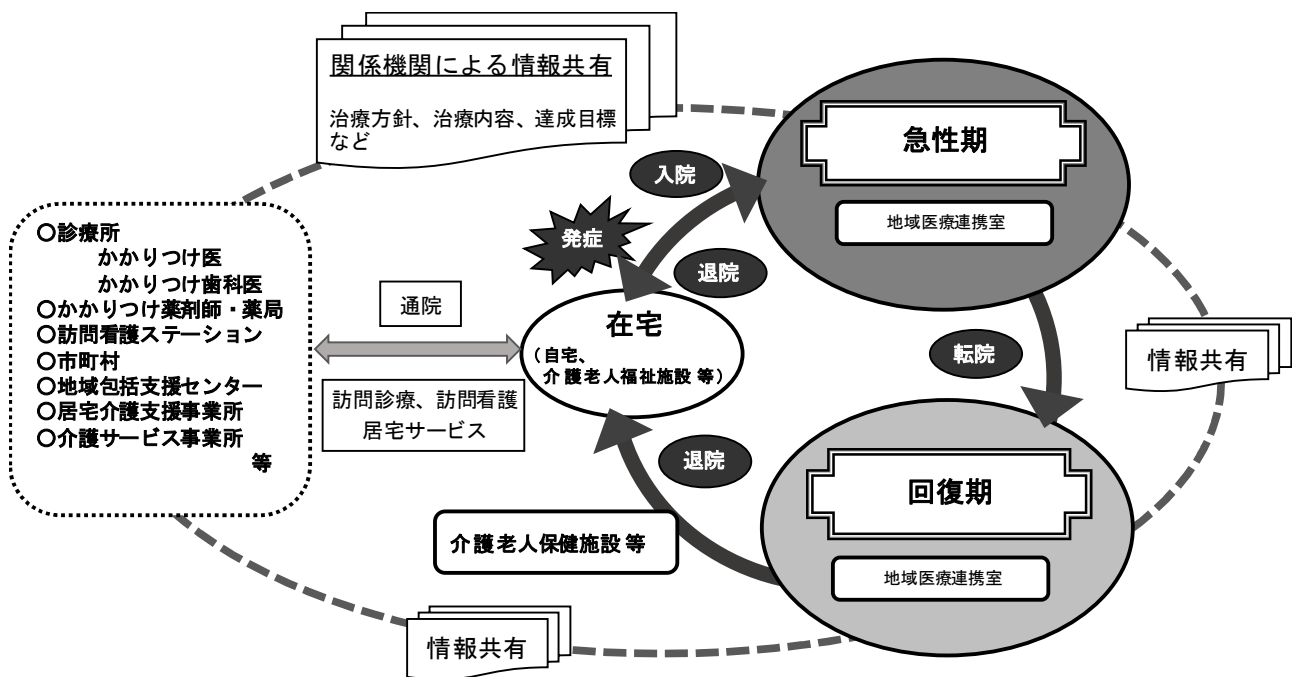 関係機関による情報共有
治療方針、治療内容、達成目標
など
急性期
地域医療連携室
入院
発症
退院
○診療所
かかりつけ医
かかりつけ歯科医
○かかりつけ薬剤師・薬局
○訪問看護ステーション
○市町村
○地域包括支援センター
○居宅介護支援事業所
○介護サービス事業所
等
通院
訪問診療、訪問看護
居宅サービス
在宅
(自宅、
介護老人福祉施設 等)
転院
情報共有
退院
回復期
地域医療連携室
介護老人保健施設 等
情報共有